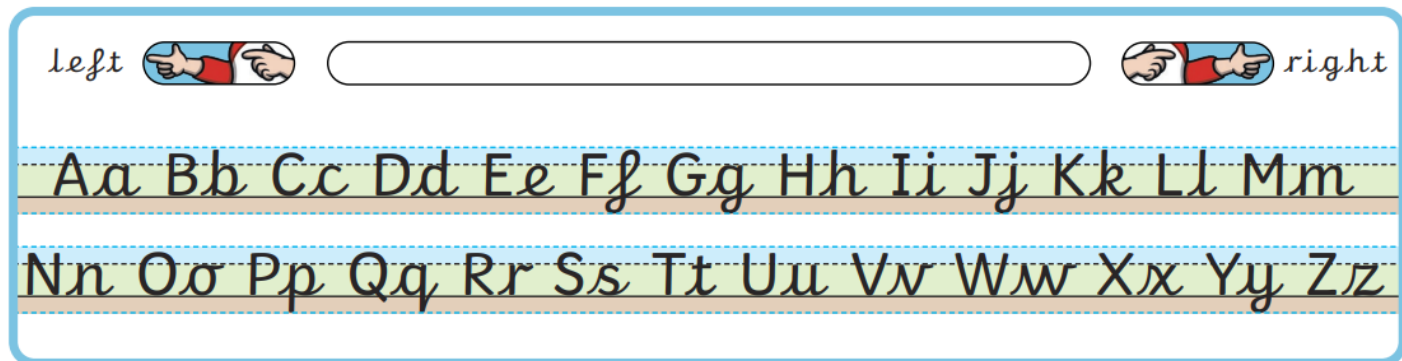 left right
Aa Bb Cc Dd Ee Ff Gg Hh Ii Jj Kk Ll Mm
Nn Oo Pp Qq Rr Ss Tt Uu Vv Ww Xx Yy Zz